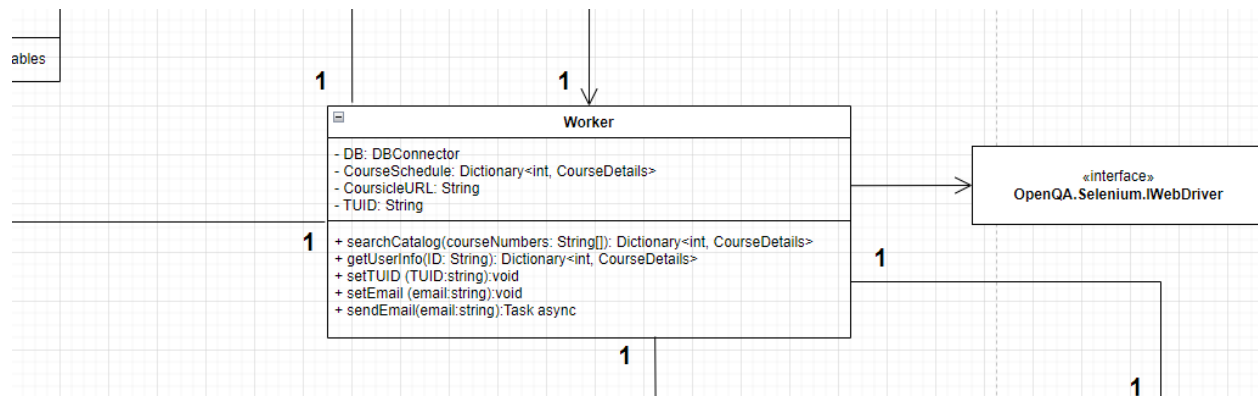 ables
1
1
Worker
- DB: DBConnector
- CourseSchedule: Dictionary<int, CourseDetails>
- CoursicleURL: String
- TUID: String
«interface»
OpenQA.Selenium.IWebDriver
1
+ searchCatalog(courseNumbers: String[]): Dictionary<int, CourseDetails>
+ getUserInfo(ID: String): Dictionary<int, CourseDetails>
+ setTUID (TUID:string):void
+ setEmail (email:string):void
+ sendEmail(email:string):Task async
1
1
1